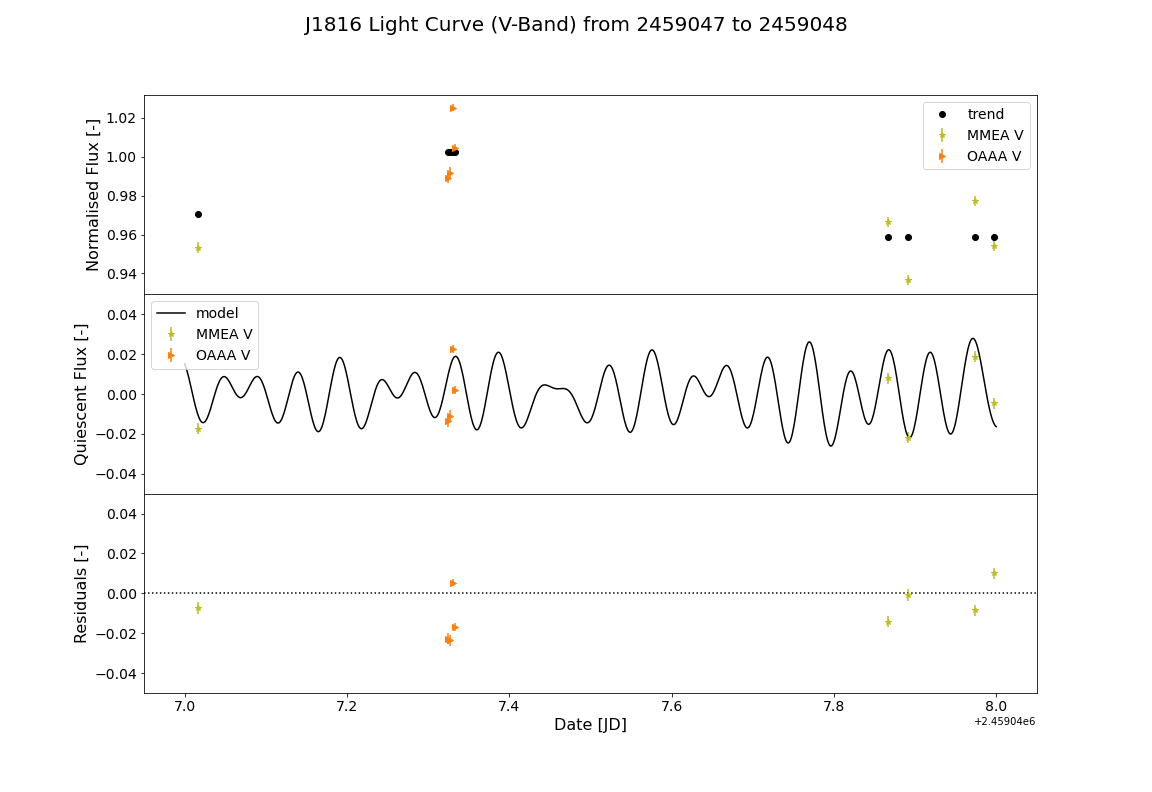 J1816 Light Curve (V-Band) from 2459047 to 2459048
Normalised Flux [-]
1.02
1.00
0.98
0.96
0.94
trend
MMEA V
OAAA V
Quiescent Flux [-]
0.04
0.02
0.00
−0.02
−0.04
model
MMEA V
OAAA V
Residuals [-]
0.04
0.02
0.00
−0.02
−0.04
7.0 7.2 7.4 7.6 7.8 8.0
Date [JD]
+2.45904e6